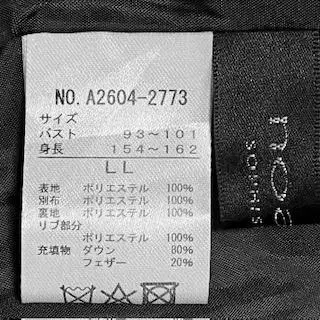 NO. A2604-2773
サイズ
バスト 93~101
身長 154~162
LL
表地 ポリエステル 100%
別布 ポリエステル 100%
裏地 ポリエステル 100%
リブ部分
ポリエステル 100%
充填物 ダウン 80%
フェザー 20%